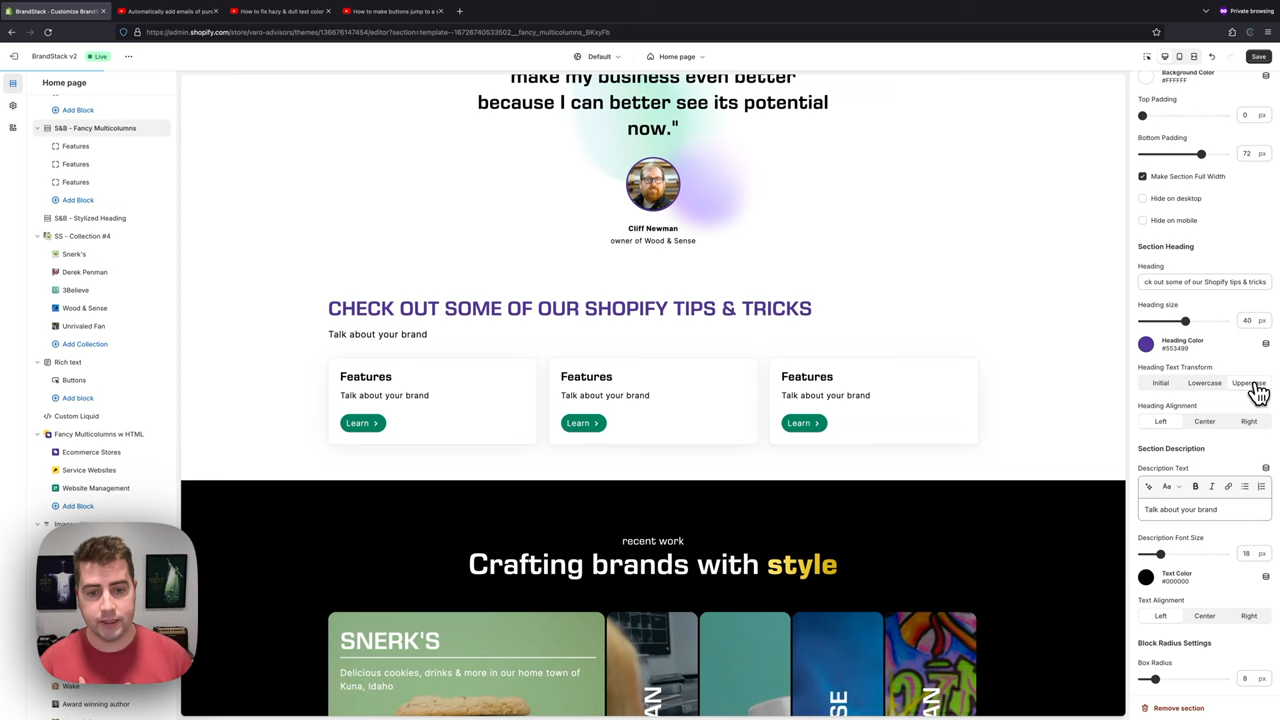 BrandStack - Customize BrandSt
Automatically add emails of purc
How to fix hazy & dull text color
How to make buttons jump to a s
Private browsing
https://admin.shopify.com/store/varo-advisors/themes/136676147454/editor?section=template--16726740533502__fancy_multicolumns_BKxyFb
BrandStack v2
Live
Default
Home page
Save
Home page
Add Block
S&B - Fancy Multicolumns
Features
Features
Features
Add Block
S&B - Stylized Heading
SS - Collection #4
Snerk's
Derek Penman
3Believe
Wood & Sense
Unrivaled Fan
Add Collection
Rich text
Buttons
Add block
Custom Liquid
Fancy Multicolumns w HTML
Ecommerce Stores
Service Websites
Website Management
Add Block
Wake
Award winning author
make my business even better
because I can better see its potential
now."
Cliff Newman
owner of Wood & Sense
CHECK OUT SOME OF OUR SHOPIFY TIPS & TRICKS
Talk about your brand
Features
Talk about your brand
Learn
Features
Talk about your brand
Learn
Features
Talk about your brand
Learn
recent work
Crafting brands with style
SNERK'S
Delicious cookies, drinks & more in our home town of
Kuna, Idaho
Background Color
#FFFFFF
Top Padding
0 px
Bottom Padding
72 px
Make Section Full Width
Hide on desktop
Hide on mobile
Section Heading
Heading
ck out some of our Shopify tips & tricks
Heading size
40 px
Heading Color
#553499
Heading Text Transform
Initial
Lowercase
Uppercase
Heading Alignment
Left
Center
Right
Section Description
Description Text
Aa
B
I
Talk about your brand
Description Font Size
18 px
Text Color
#000000
Text Alignment
Left
Center
Right
Block Radius Settings
Box Radius
8 px
Remove section